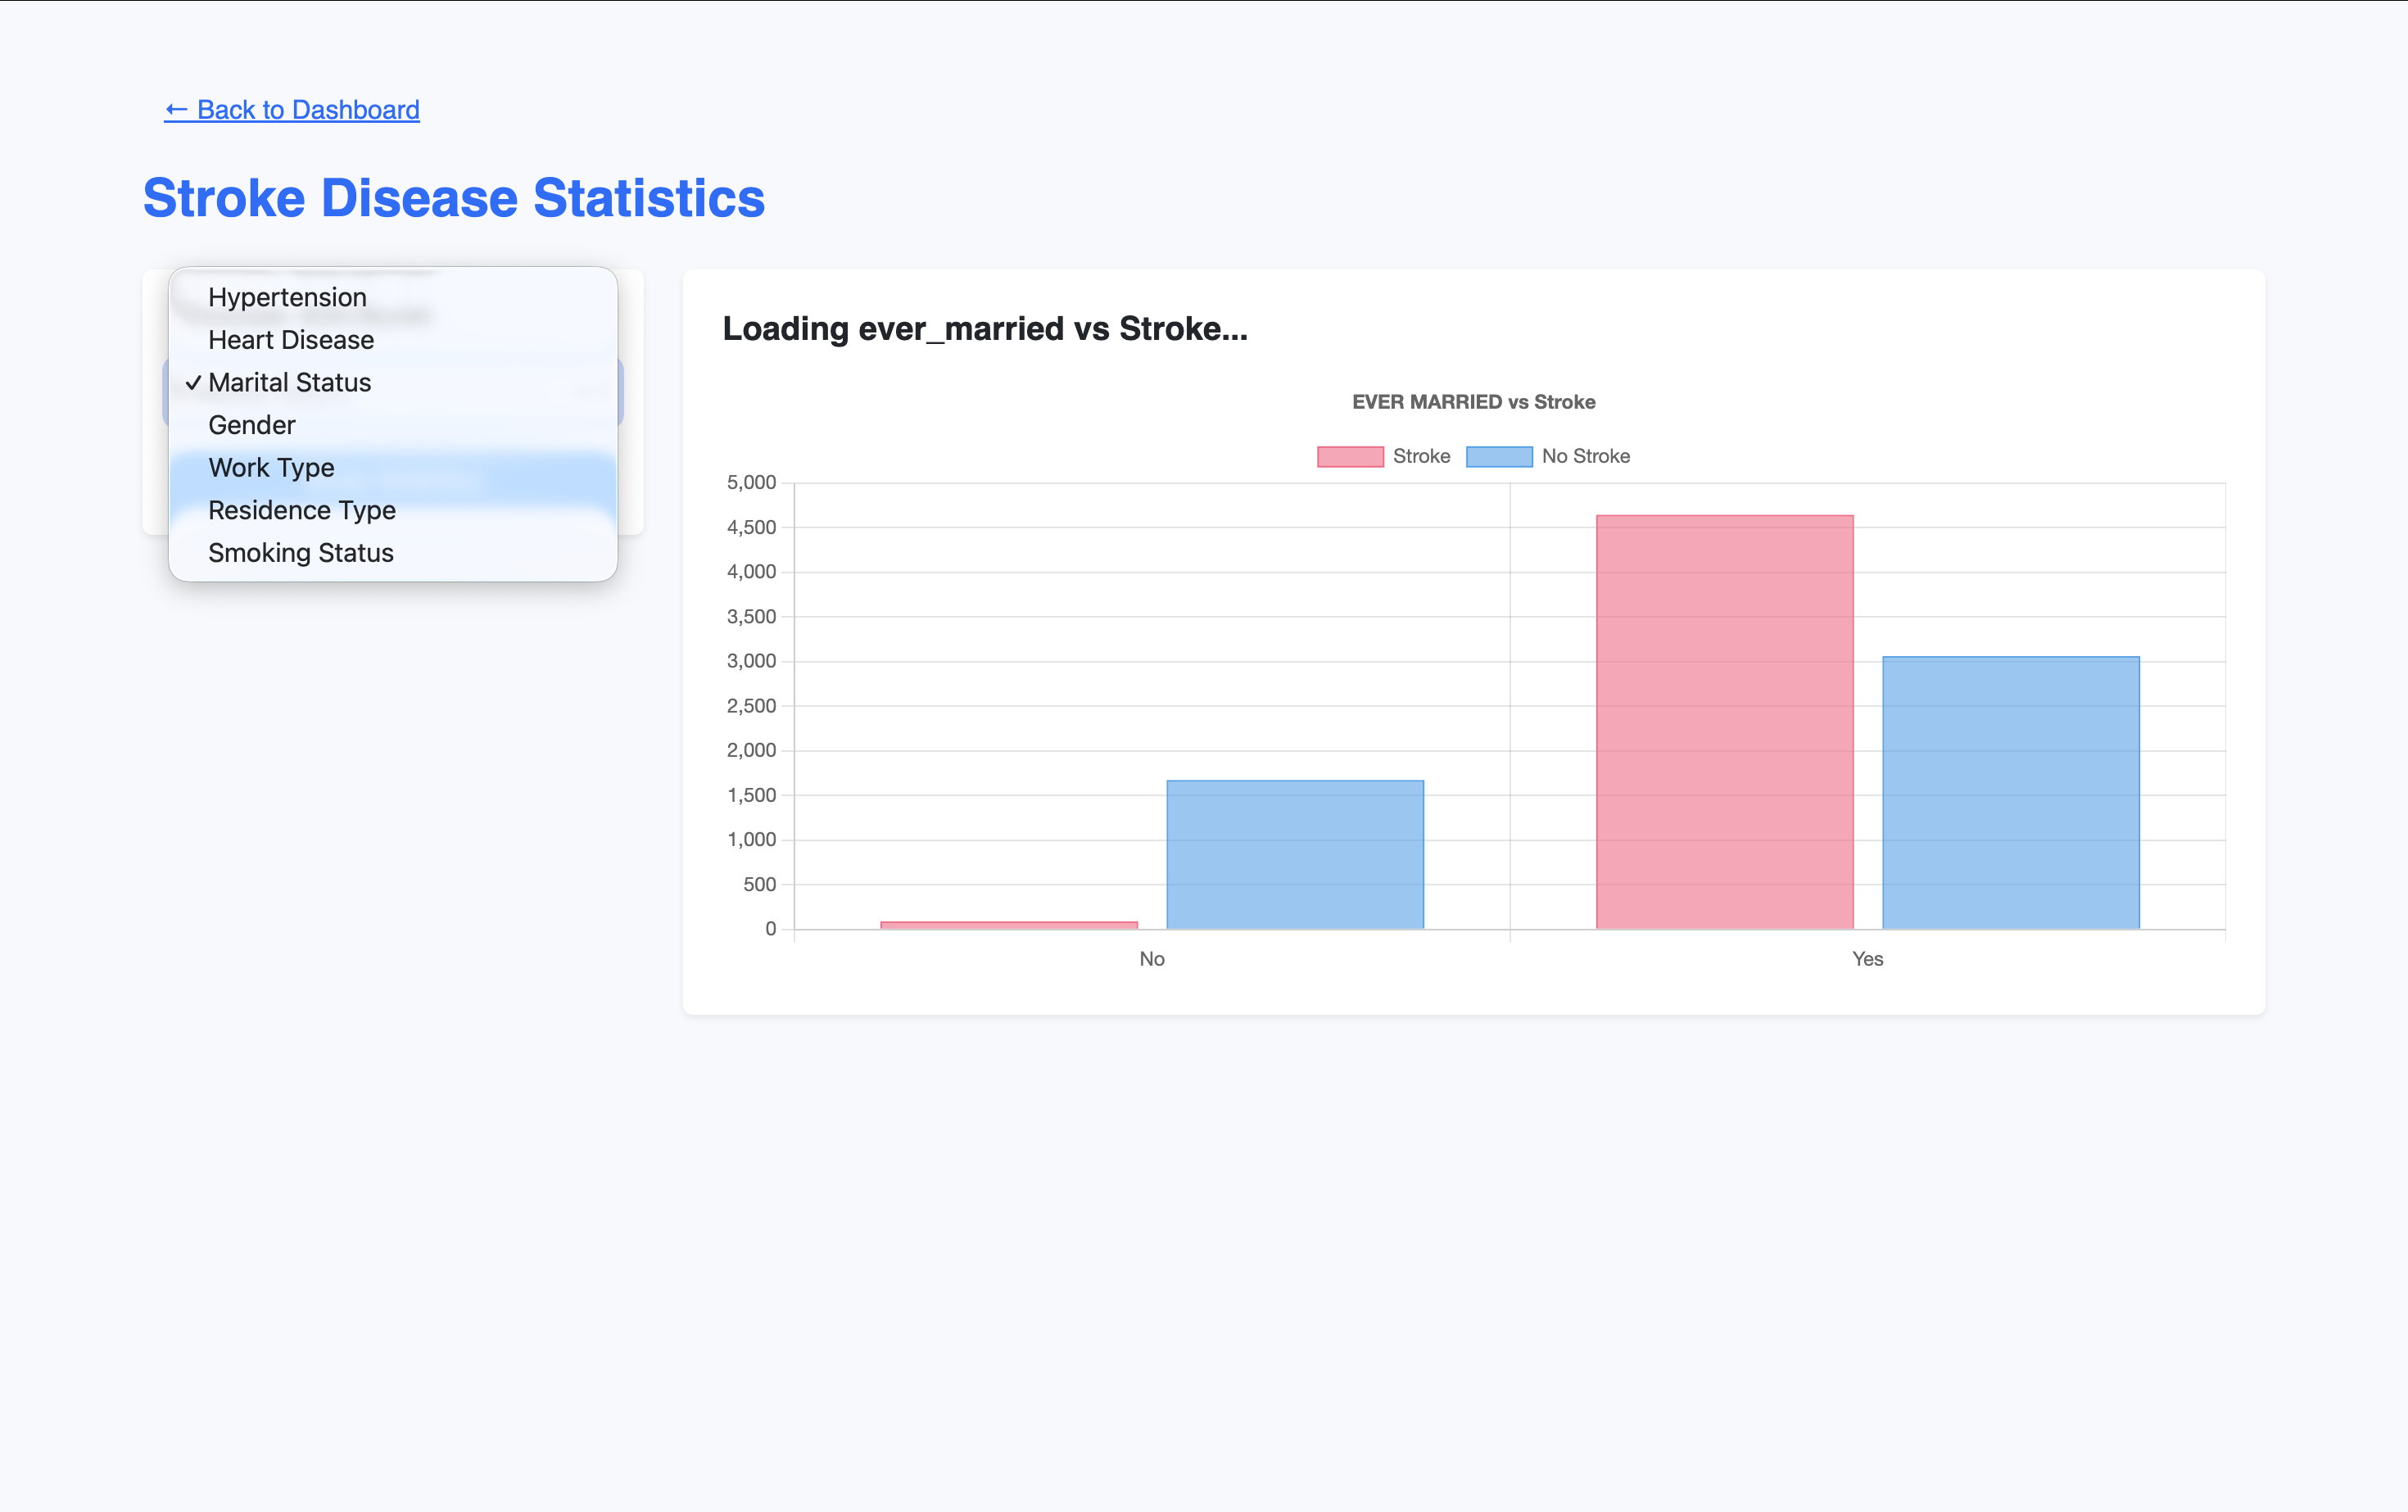 ← Back to Dashboard
Stroke Disease Statistics
Hypertension
Heart Disease
✓ Marital Status
Gender
Work Type
Residence Type
Smoking Status
Loading ever_married vs Stroke...
EVER MARRIED vs Stroke
Stroke No Stroke
5,000
4,500
4,000
3,500
3,000
2,500
2,000
1,500
1,000
500
0
No Yes